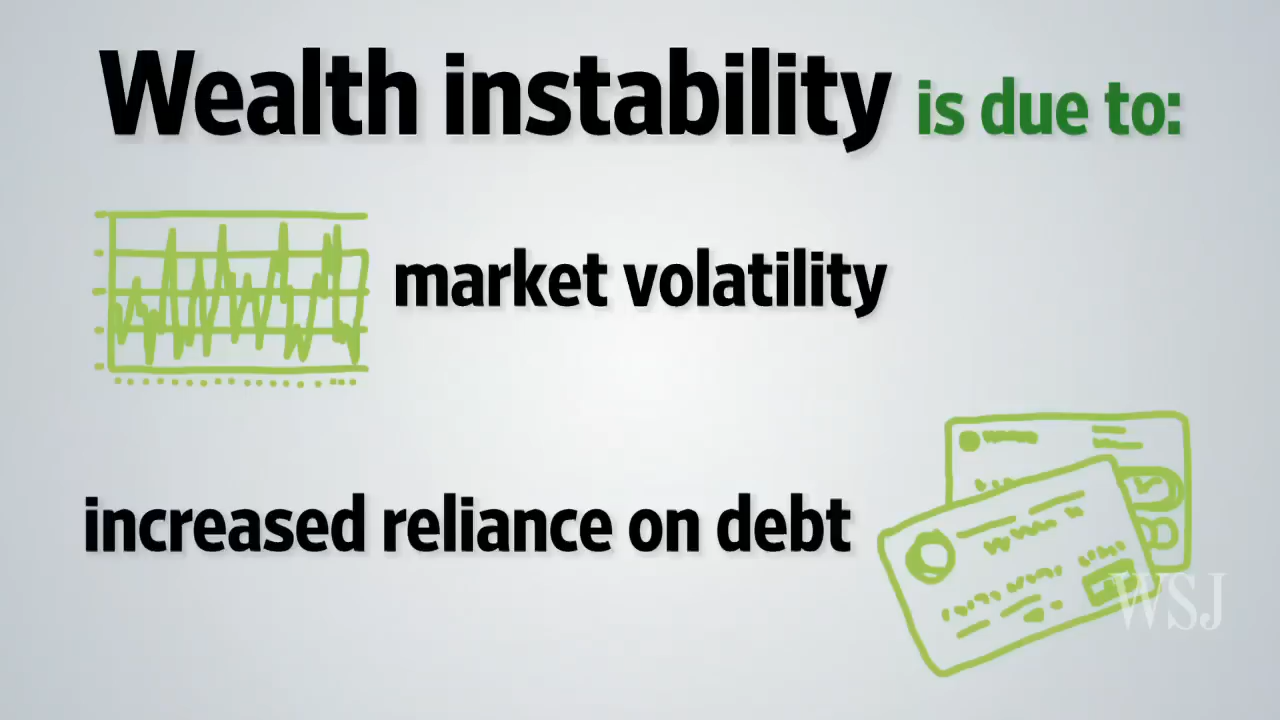 Wealth instability is due to:
market volatility
increased reliance on debt
WSJ